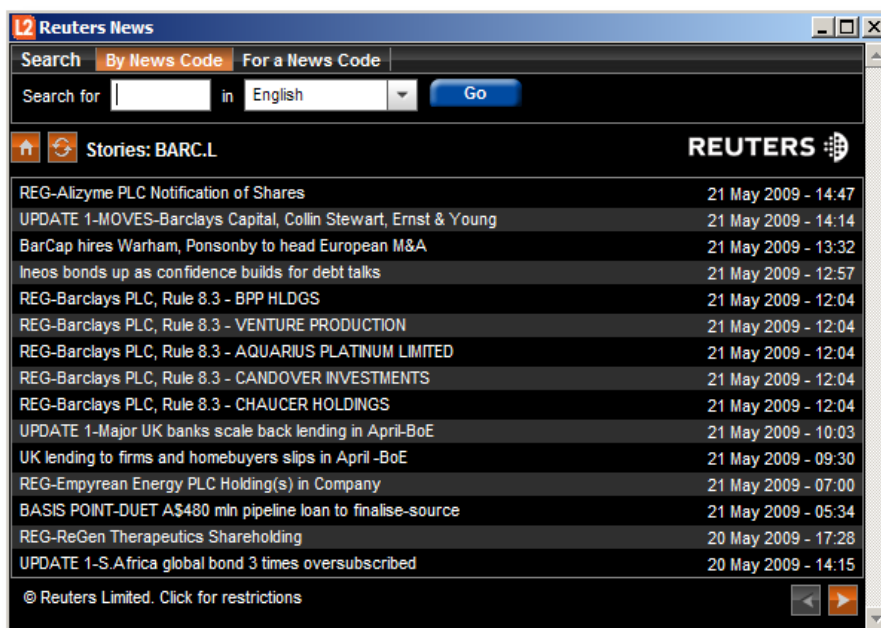 L2 Reuters News
Search By News Code For a News Code
Search for in English Go
Stories: BARC.L REUTERS
REG-Alizyme PLC Notification of Shares 21 May 2009 - 14:47
UPDATE 1-MOVES-Barclays Capital, Collin Stewart, Ernst & Young 21 May 2009 - 14:14
BarCap hires Warham, Ponsonby to head European M&A 21 May 2009 - 13:32
Ineos bonds up as confidence builds for debt talks 21 May 2009 - 12:57
REG-Barclays PLC, Rule 8.3 - BPP HLDGS 21 May 2009 - 12:04
REG-Barclays PLC, Rule 8.3 - VENTURE PRODUCTION 21 May 2009 - 12:04
REG-Barclays PLC, Rule 8.3 - AQUARIUS PLATINUM LIMITED 21 May 2009 - 12:04
REG-Barclays PLC, Rule 8.3 - CANDOVER INVESTMENTS 21 May 2009 - 12:04
REG-Barclays PLC, Rule 8.3 - CHAUCER HOLDINGS 21 May 2009 - 12:04
UPDATE 1-Major UK banks scale back lending in April-BoE 21 May 2009 - 10:03
UK lending to firms and homebuyers slips in April -BoE 21 May 2009 - 09:30
REG-Empyrean Energy PLC Holding(s) in Company 21 May 2009 - 07:00
BASIS POINT-DUET A$480 mln pipeline loan to finalise-source 21 May 2009 - 05:34
REG-ReGen Therapeutics Shareholding 20 May 2009 - 17:28
UPDATE 1-S.Africa global bond 3 times oversubscribed 20 May 2009 - 14:15
© Reuters Limited. Click for restrictions